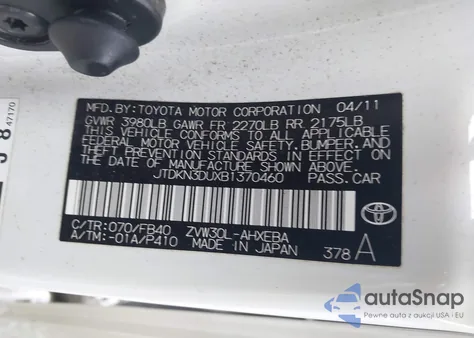 MFD. BY: TOYOTA MOTOR CORPORATION 04/11
GVWR 3980LB GAWR FR 2270LB RR 2175LB
THIS VEHICLE CONFORMS TO ALL APPLICABLE
FEDERAL MOTOR VEHICLE SAFETY, BUMPER, AND
THEFT PREVENTION STANDARDS IN EFFECT ON THE
DATE OF MANUFACTURE SHOWN ABOVE.
JTDKN3DUXB1370460 PASS. CAR
C/TR: 070/FB40 ZVW30L-AHXEBA
A/TM: -01A/P410 MADE IN JAPAN
378 A
TOYOTA
47170
autoSnap
Pewne auta z aukcji USA i EU